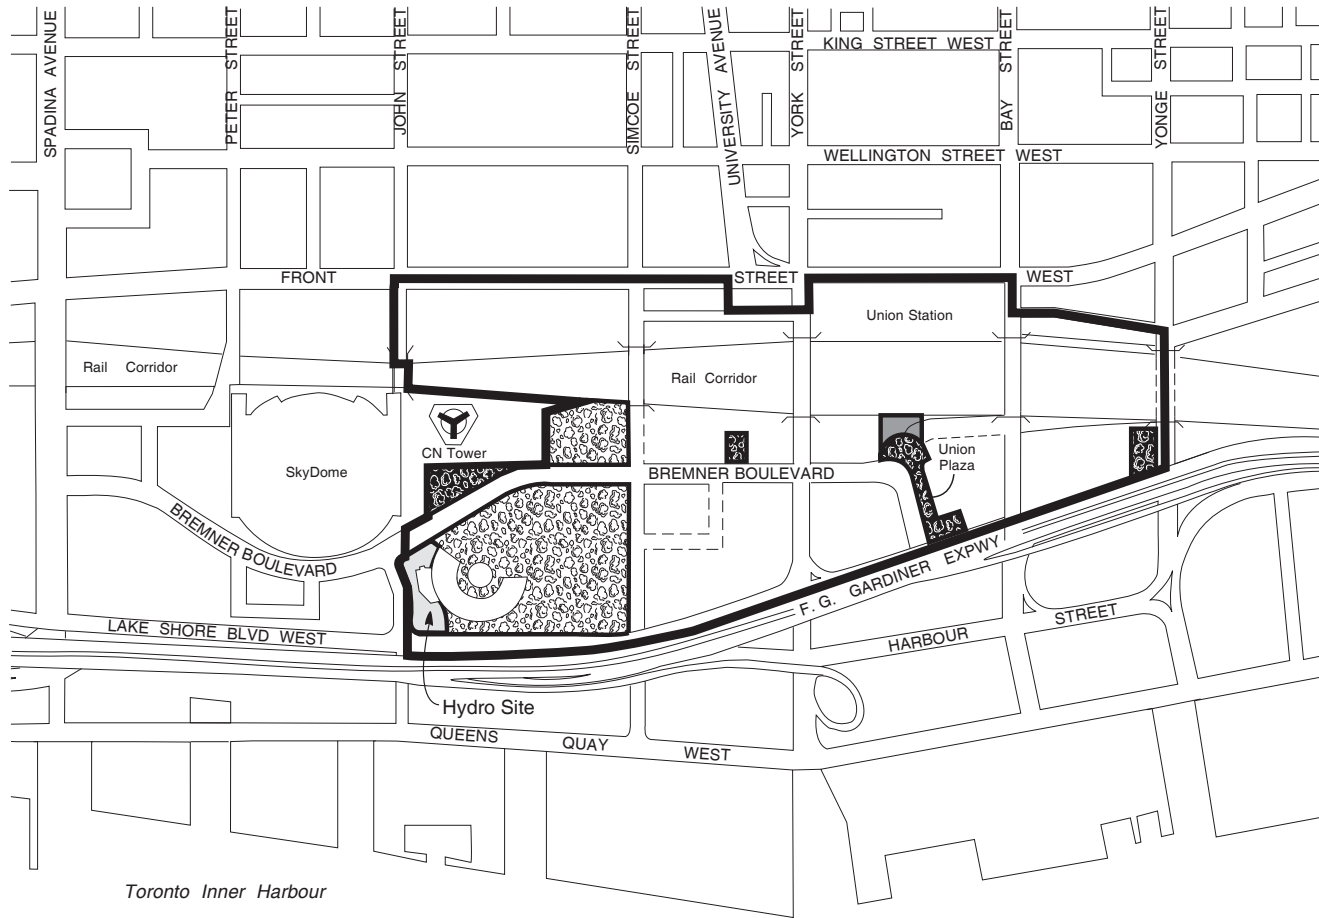 SPADINA AVENUE
PETER STREET
JOHN STREET
SIMCOE STREET
UNIVERSITY AVENUE
YORK STREET
BAY STREET
YONGE STREET
KING STREET WEST
WELLINGTON STREET WEST
FRONT STREET WEST
Union Station
Rail Corridor
Rail Corridor
CN Tower
SkyDome
Union
Plaza
BREMNER BOULEVARD
BREMNER BOULEVARD
F. G. GARDINER EXPWY
LAKE SHORE BLVD WEST
HARBOUR STREET
Hydro Site
QUEENS QUAY WEST
Toronto Inner Harbour